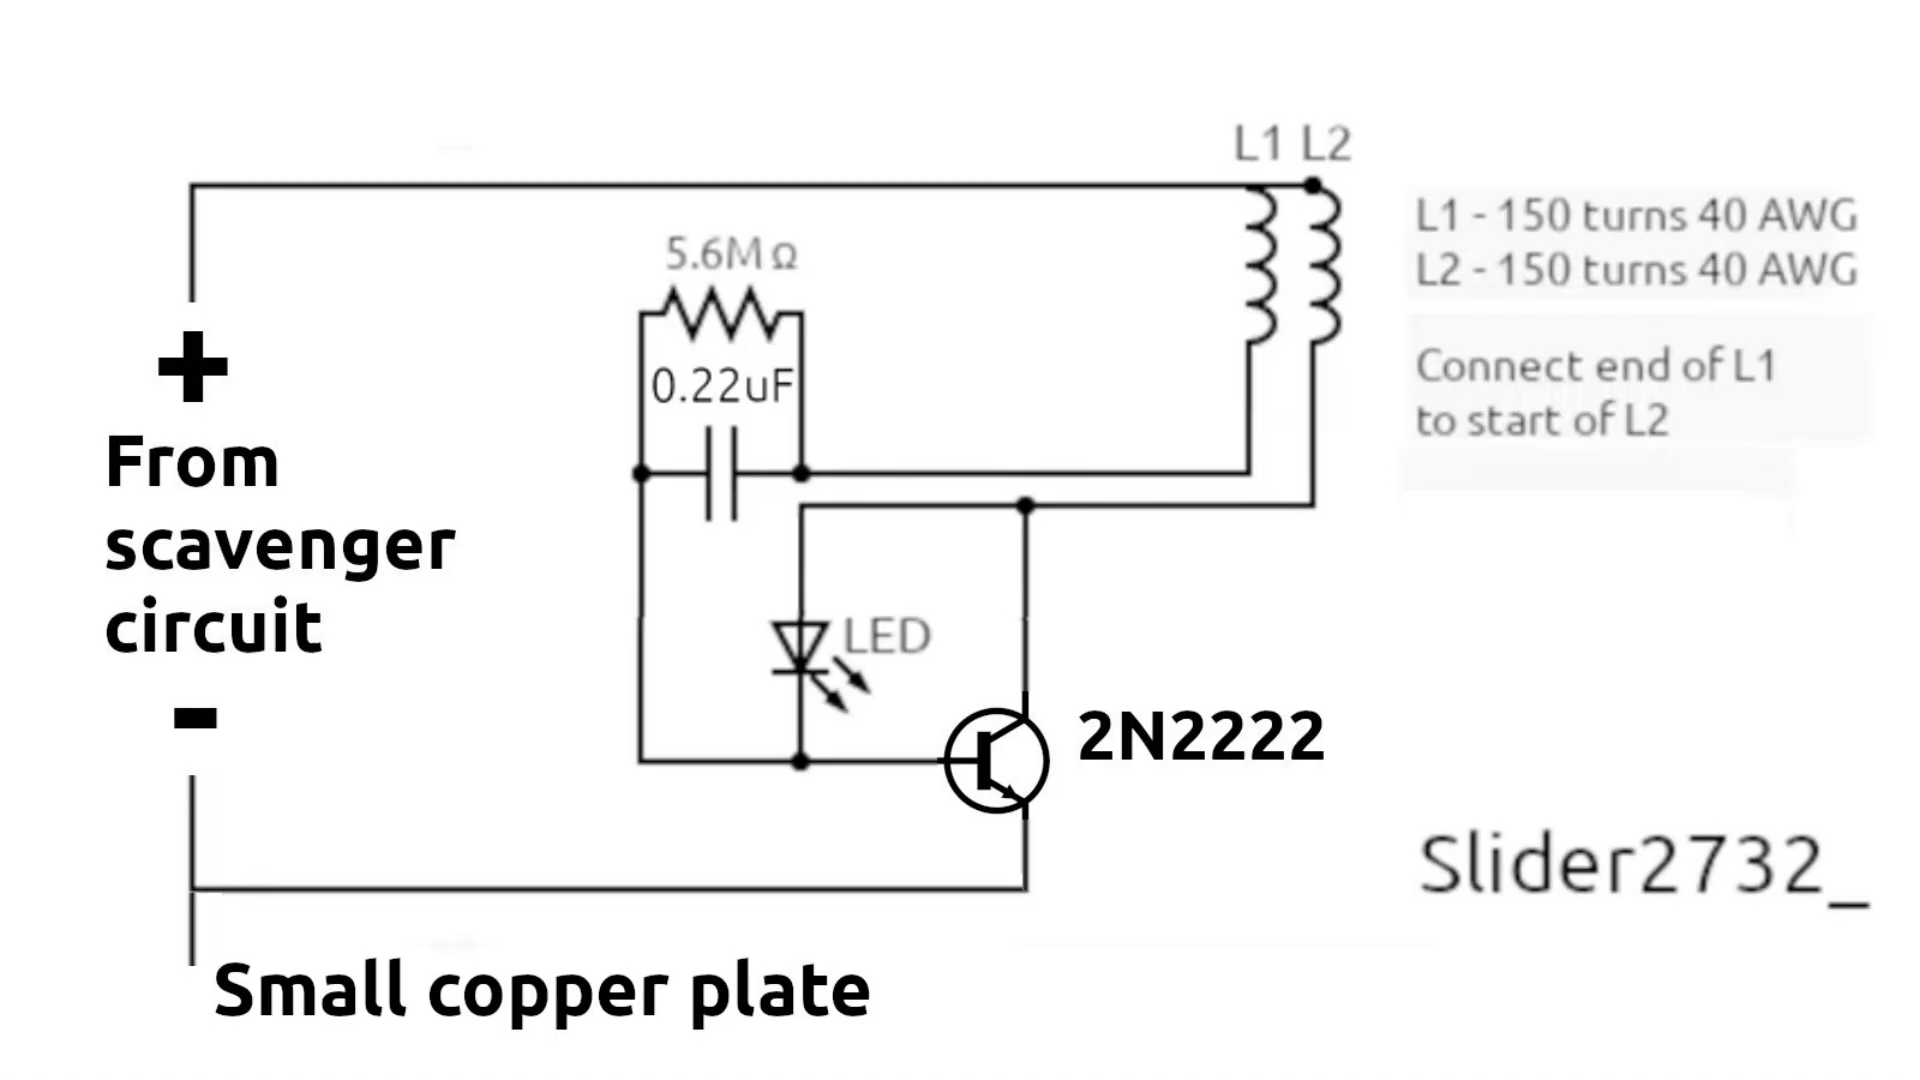 L1 L2
L1 - 150 turns 40 AWG
L2 - 150 turns 40 AWG
5.6MΩ
0.22uF
Connect end of L1
to start of L2
+
From
scavenger
circuit
-
LED
2N2222
Slider2732_
Small copper plate